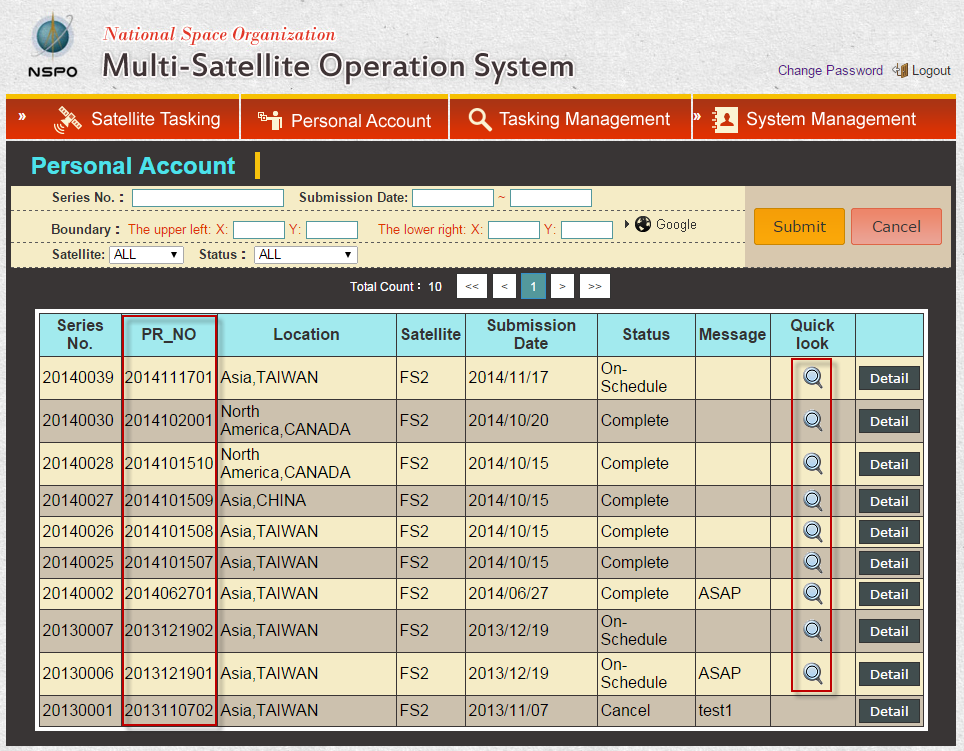 NSPO
National Space Organization
Multi-Satellite Operation System
Change Password Logout
» Satellite Tasking Personal Account Tasking Management » System Management
Personal Account
Series No.: Submission Date: ~
Boundary: The upper left: X: Y: The lower right: X: Y: Google
Submit Cancel
Satellite: ALL Status: ALL
Total Count: 10 << < 1 > >>
Series No. PR_NO Location Satellite Submission Date Status Message Quick look
20140039 2014111701 Asia,TAIWAN FS2 2014/11/17 On-Schedule Detail
20140030 2014102001 North America,CANADA FS2 2014/10/20 Complete Detail
20140028 2014101510 North America,CANADA FS2 2014/10/15 Complete Detail
20140027 2014101509 Asia,CHINA FS2 2014/10/15 Complete Detail
20140026 2014101508 Asia,TAIWAN FS2 2014/10/15 Complete Detail
20140025 2014101507 Asia,TAIWAN FS2 2014/10/15 Complete Detail
20140002 2014062701 Asia,TAIWAN FS2 2014/06/27 Complete ASAP Detail
20130007 2013121902 Asia,TAIWAN FS2 2013/12/19 On-Schedule Detail
20130006 2013121901 Asia,TAIWAN FS2 2013/12/19 On-Schedule ASAP Detail
20130001 2013110702 Asia,TAIWAN FS2 2013/11/07 Cancel test1 Detail